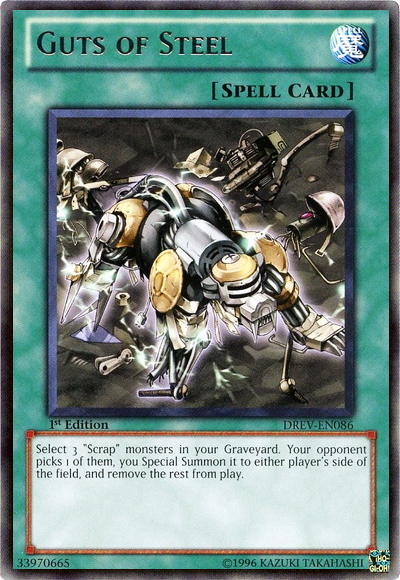 GUTS OF STEEL
魔
[SPELL CARD]
1st Edition
DREV-EN086
Select 3 "Scrap" monsters in your Graveyard. Your opponent
picks 1 of them, you Special Summon it to either player's side of
the field, and remove the rest from play.
33970665
©1996 KAZUKI TAKAHASHI